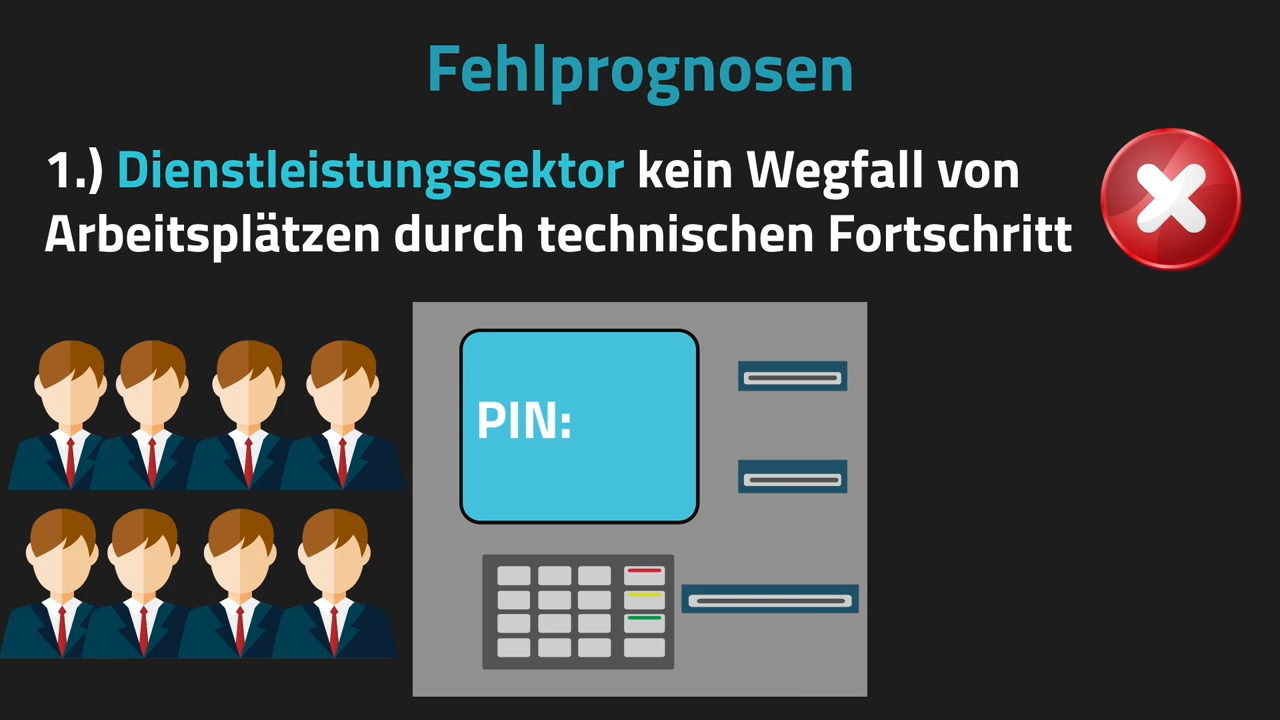 Fehlprognosen
1.) Dienstleistungssektor kein Wegfall von
Arbeitsplätzen durch technischen Fortschritt
PIN: